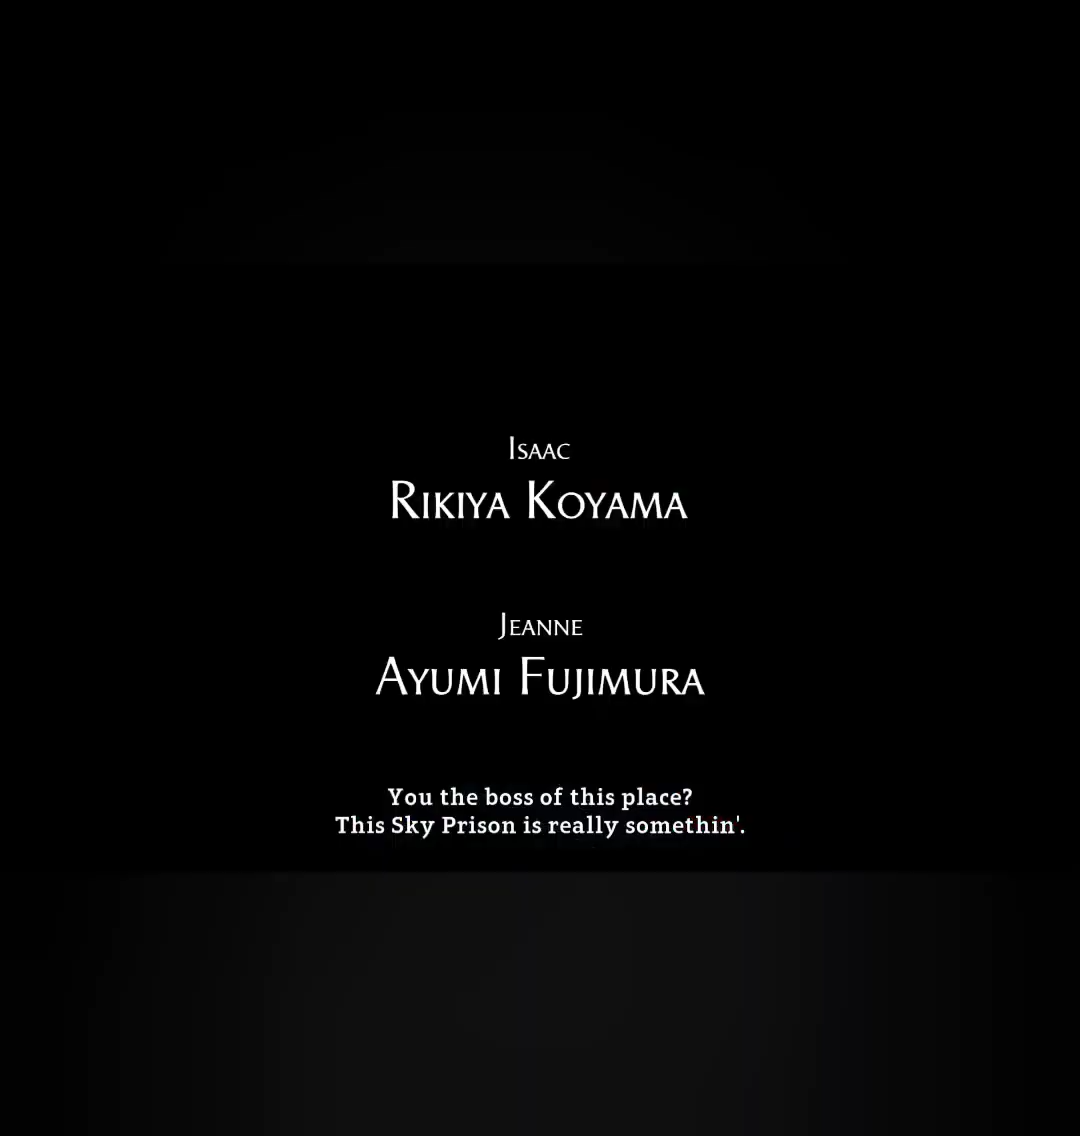 Isaac
Rikiya Koyama
Jeanne
Ayumi Fujimura
You the boss of this place?
This Sky Prison is really somethin'.